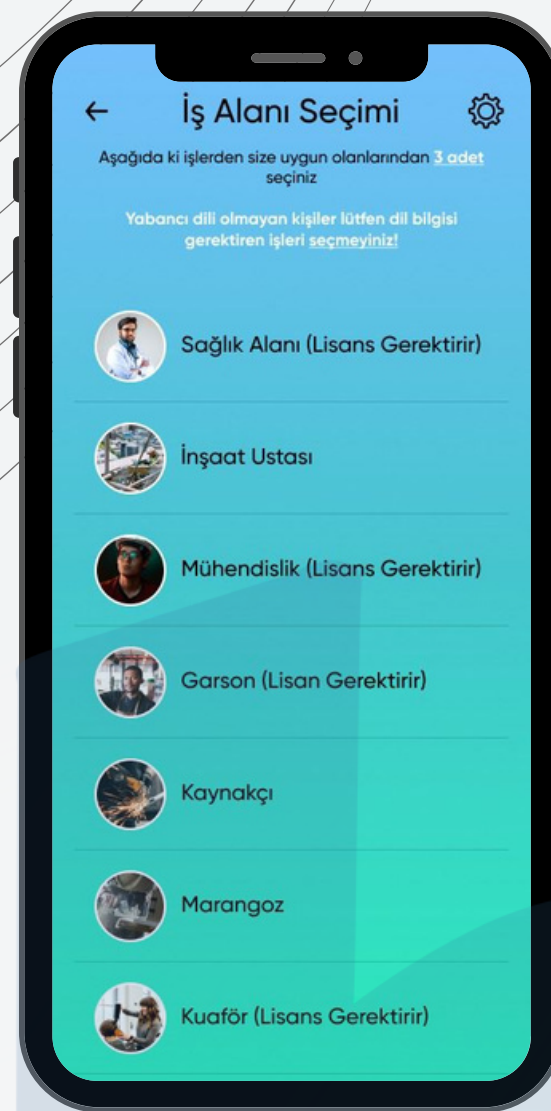 İş Alanı Seçimi
Aşağıda ki işlerden size uygun olanlarından 3 adet
seçiniz
Yabancı dili olmayan kişiler lütfen dil bilgisi
gerektiren işleri seçmeyiniz!
Sağlık Alanı (Lisans Gerektirir)
İnşaat Ustası
Mühendislik (Lisans Gerektirir)
Garson (Lisan Gerektirir)
Kaynakçı
Marangoz
Kuaför (Lisans Gerektirir)